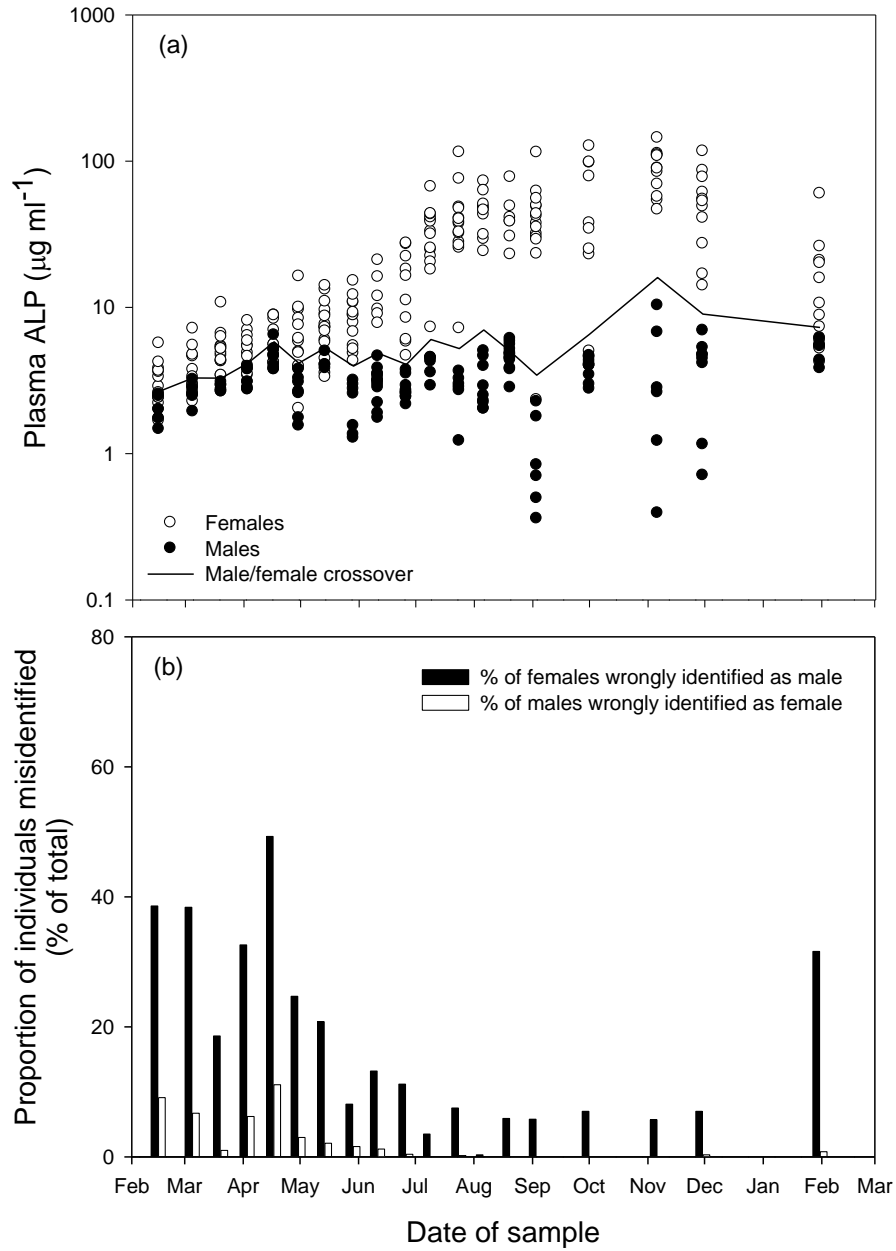 1000
(a)
100
10
1
0.1
Plasma ALP (µg ml⁻¹)
Females
Males
Male/female crossover
80
(b)
% of females wrongly identified as male
% of males wrongly identified as female
60
40
20
0
Proportion of individuals misidentified
(% of total)
Feb Mar Apr May Jun Jul Aug Sep Oct Nov Dec Jan Feb Mar
Date of sample